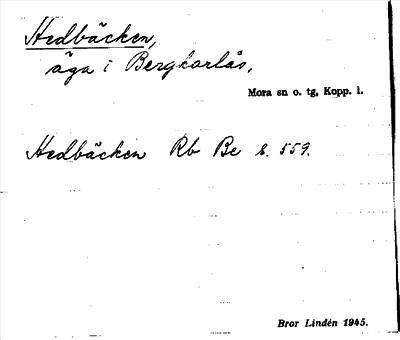 Hedbäcken,
äga i Bergkarlås.
Mora sn o. tg, Kopp. l.
Hedbäcken Rb Be s. 559.
Bror Lindén 1945.